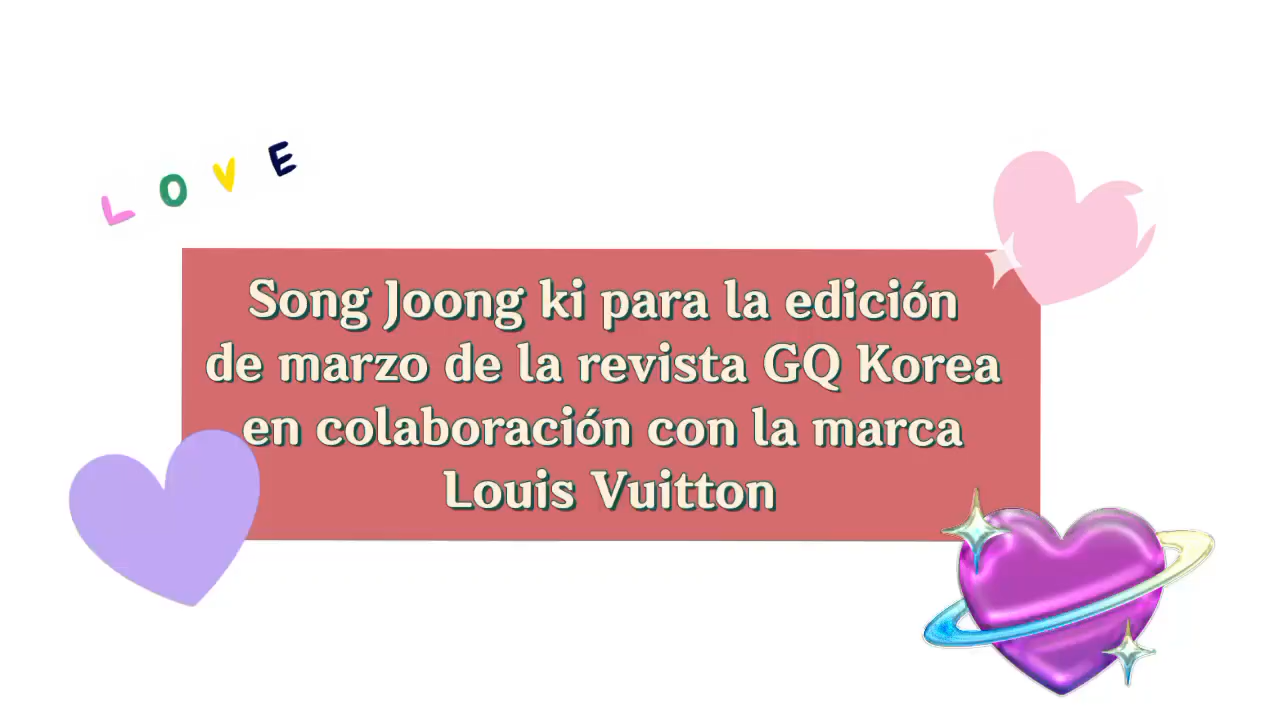 LOVE
Song Joong ki para la edición
de marzo de la revista GQ Korea
en colaboración con la marca
Louis Vuitton